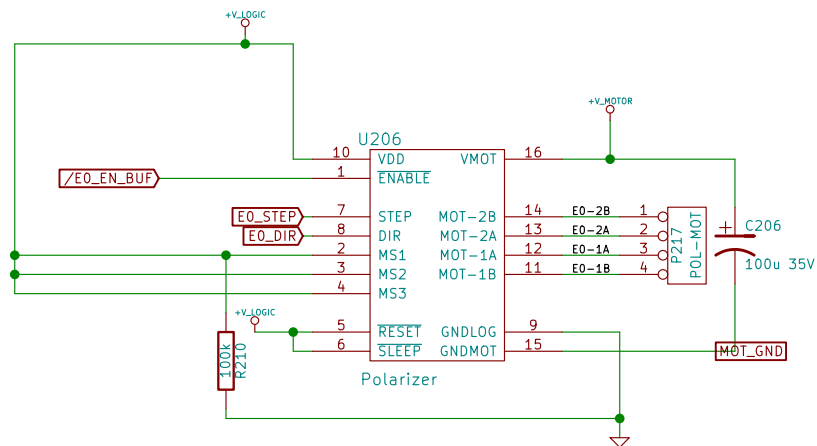 +V_LOGIC
+V_MOTOR
U206
10 VDD VMOT 16
/E0_EN_BUF 1 ENABLE
E0_STEP 7 STEP MOT-2B 14 E0-2B 1
E0_DIR 8 DIR MOT-2A 13 E0-2A 2
2 MS1 MOT-1A 12 E0-1A 3
3 MS2 MOT-1B 11 E0-1B 4
4 MS3
P217
POL-MOT
+
C206
100u 35V
+V_LOGIC
5 RESET GNDLOG 9
6 SLEEP GNDMOT 15
MOT_GND
100k
R210
Polarizer